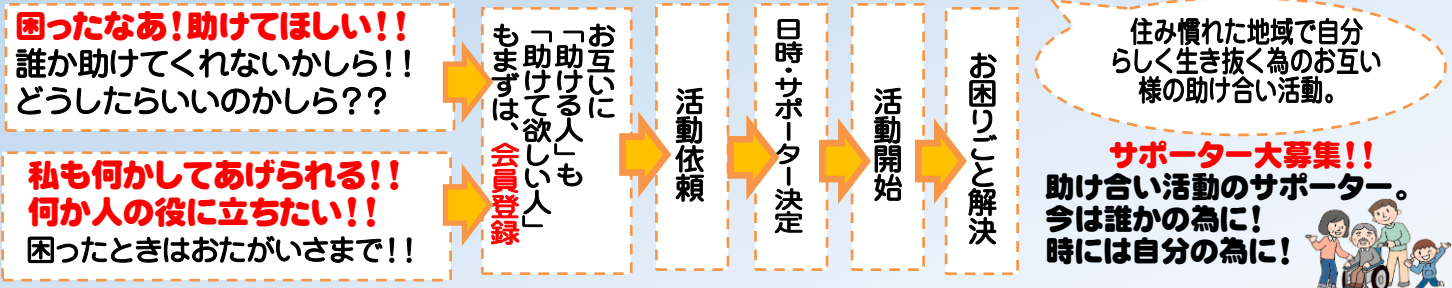 困ったなあ！助けてほしい！！
誰か助けてくれないかしら！！
どうしたらいいのかしら？？
私も何かしてあげられる！！
何か人の役に立ちたい！！
困ったときはおたがいさまで！！
お互いに
「助ける人」も
「助けて欲しい人」
もまずは、会員登録
活動依頼
日時・サポーター決定
活動開始
お困りごと解決
住み慣れた地域で自分
らしく生き抜く為のお互い
様の助け合い活動。
サポーター大募集！！
助け合い活動のサポーター。
今は誰かの為に！
時には自分の為に！